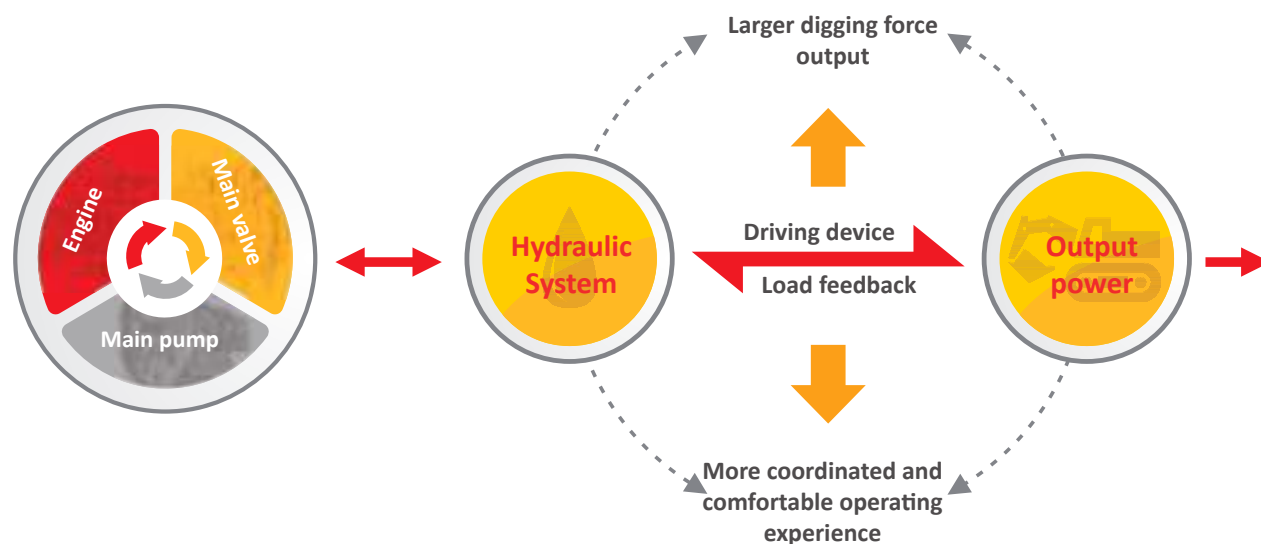 Larger digging force
output
Engine
Main valve
Main pump
Hydraulic
System
Driving device
Load feedback
Output
power
More coordinated and
comfortable operating
experience